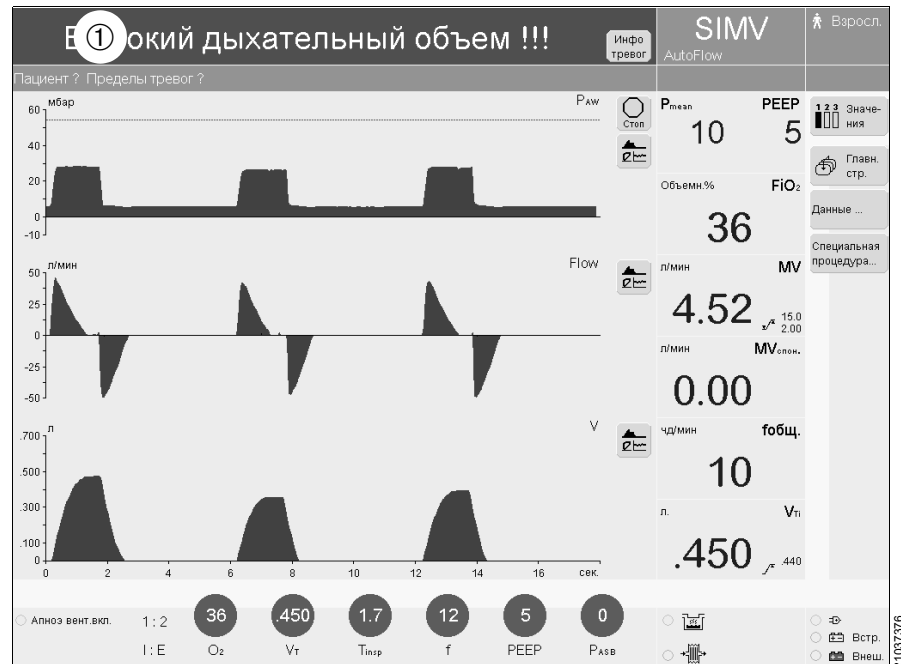 ① окий дыхательный объем !!!
Инфо
тревог
SIMV
AutoFlow
Взросл.
Пациент ? Пределы тревог ?
мбар
PAW
60
40
20
0
-10
Стоп
Pmean
10
PEEP
5
Объемн.%
FiO2
36
л/мин
Flow
50
25
0
-25
-50
л/мин
MV
4.52
15.0
2.00
л/мин
MVспон.
0.00
л
V
.700
.500
.300
.100
0
0 2 4 6 8 10 12 14 16 сек.
чд/мин
fобщ.
10
л.
VTi
.450
.440
1 2 3
Значе-
ния
Главн.
стр.
Данные ...
Специальная
процедура...
Апноэ вент.вкл.
1 : 2
I : E
36
O2
.450
VT
1.7
Tinsp
12
f
5
PEEP
0
PASB
Встр.
Внеш.
1037376